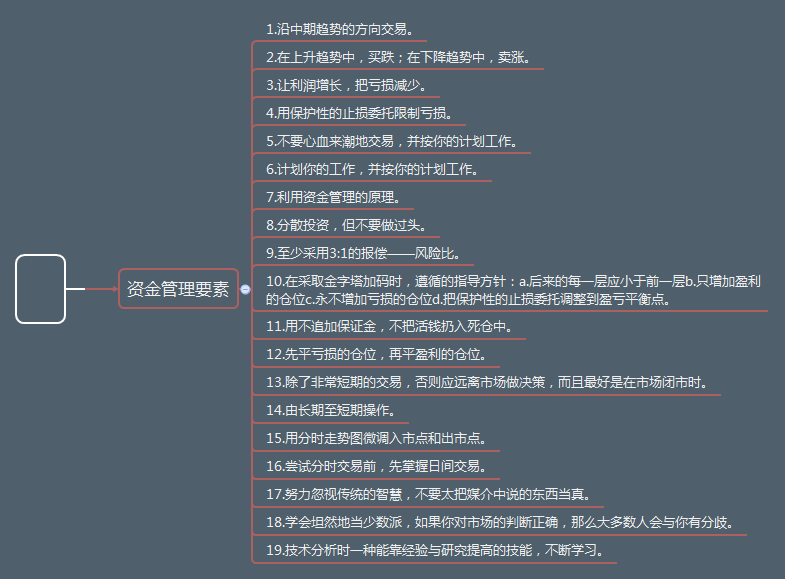 1.沿中期趋势的方向交易。
2.在上升趋势中，买跌；在下降趋势中，卖涨。
3.让利润增长，把亏损减少。
4.用保护性的止损委托限制亏损。
5.不要心血来潮地交易，并按你的计划工作。
6.计划你的工作，并按你的计划工作。
7.利用资金管理的原理。
8.分散投资，但不要做过头。
9.至少采用3:1的报偿——风险比。
资金管理要素
10.在采取金字塔加码时，遵循的指导方针：a.后来的每一层应小于前一层b.只增加盈利
的仓位c.永不增加亏损的仓位d.把保护性的止损委托调整到盈亏平衡点。
11.用不追加保证金，不把活钱扔入死仓中。
12.先平亏损的仓位，再平盈利的仓位。
13.除了非常短期的交易，否则应远离市场做决策，而且最好是在市场闭市时。
14.由长期至短期操作。
15.用分时走势图微调入市点和出市点。
16.尝试分时交易前，先掌握日间交易。
17.努力忽视传统的智慧，不要太把媒介中说的东西当真。
18.学会坦然地当少数派，如果你对市场的判断正确，那么大多数人会与你有分歧。
19.技术分析时一种能靠经验与研究提高的技能，不断学习。